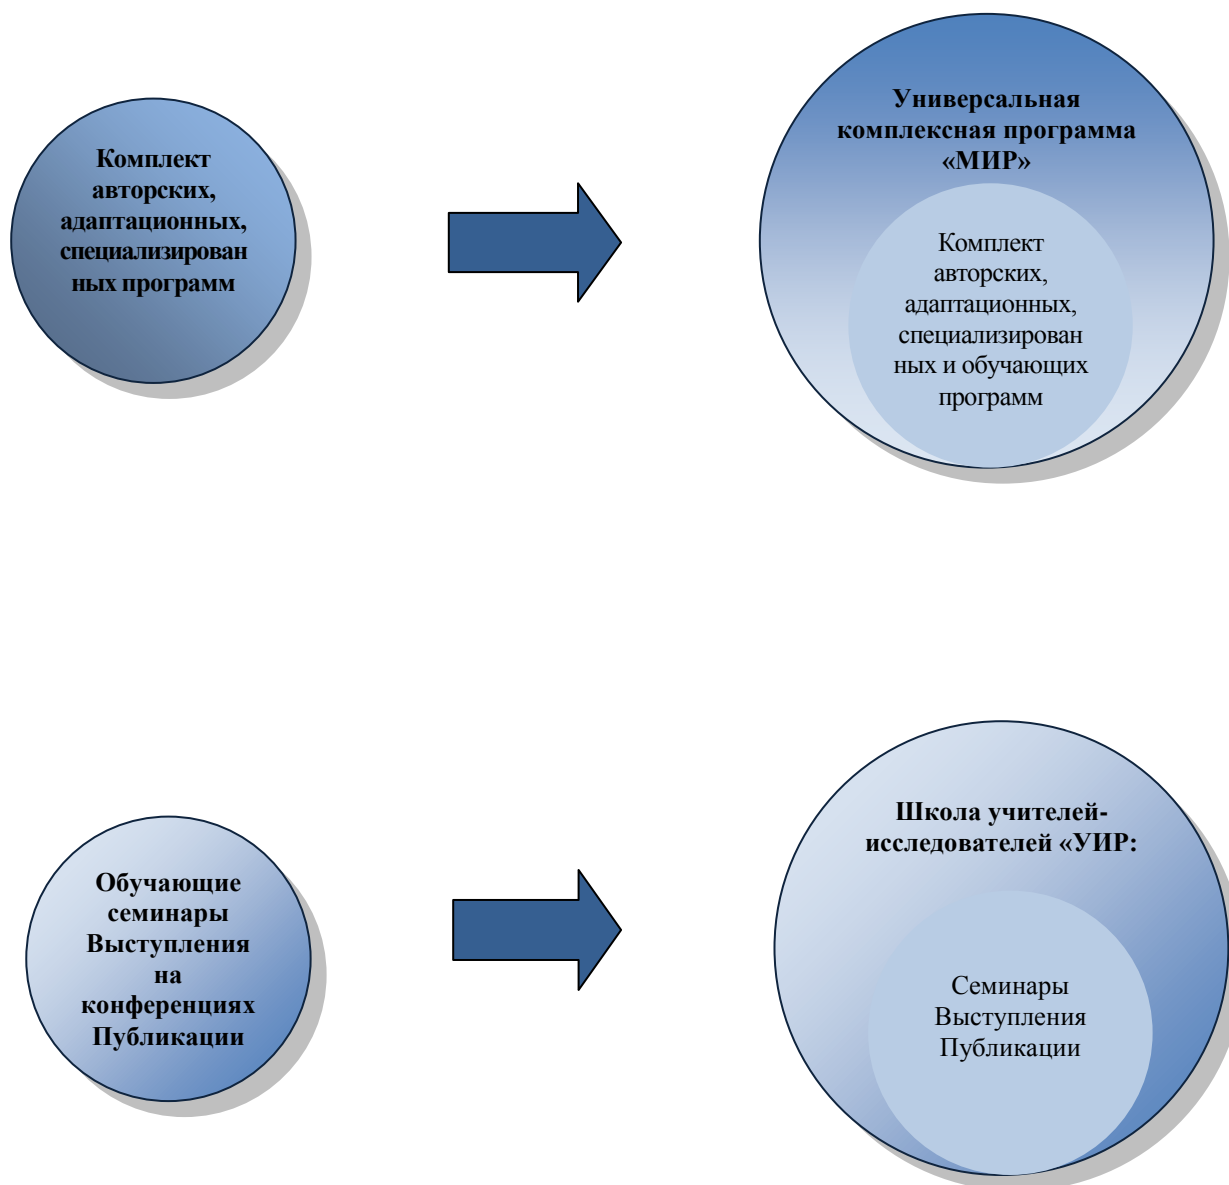 Комплект
авторских,
адаптационных,
специализирован
ных программ
Универсальная
комплексная программа
«МИР»
Комплект
авторских,
адаптационных,
специализирован
ных и обучающих
программ
Обучающие
семинары
Выступления
на
конференциях
Публикации
Школа учителей-
исследователей «УИР:
Семинары
Выступления
Публикации